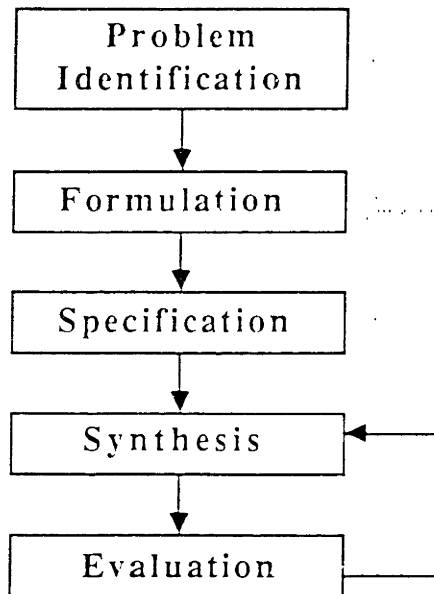 Problem
Identification
Formulation
Specification
Synthesis
Evaluation